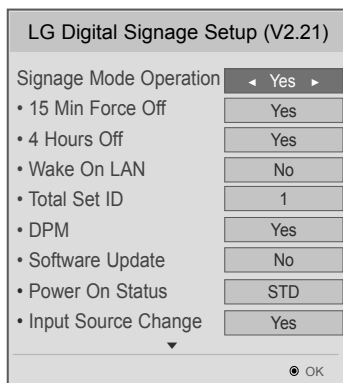 LG Digital Signage Setup (V2.21)
Signage Mode Operation ◄ Yes ►
• 15 Min Force Off Yes
• 4 Hours Off Yes
• Wake On LAN No
• Total Set ID 1
• DPM Yes
• Software Update No
• Power On Status STD
• Input Source Change Yes
▼
◉ OK